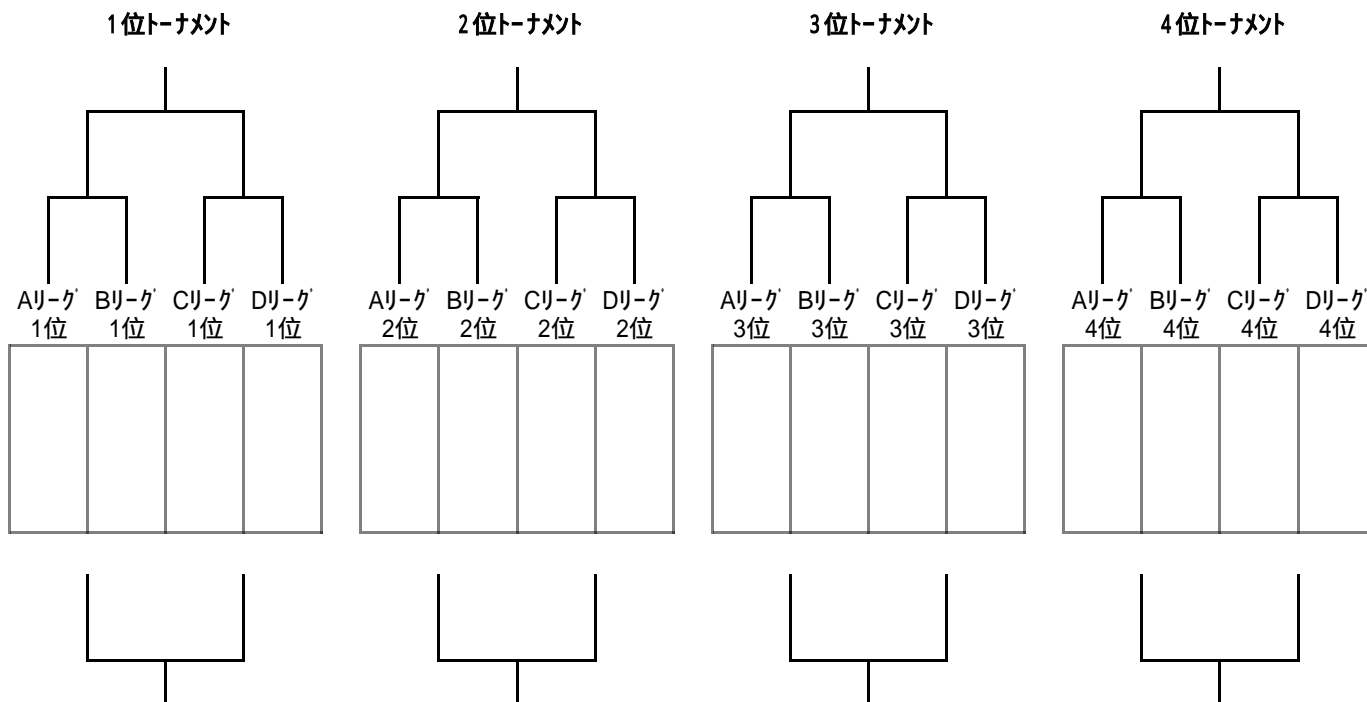 1位トーナメント 2位トーナメント 3位トーナメント 4位トーナメント
Aリーグ Bリーグ Cリーグ Dリーグ Aリーグ Bリーグ Cリーグ Dリーグ Aリーグ Bリーグ Cリーグ Dリーグ Aリーグ Bリーグ Cリーグ Dリーグ
1位 1位 1位 1位 2位 2位 2位 2位 3位 3位 3位 3位 4位 4位 4位 4位